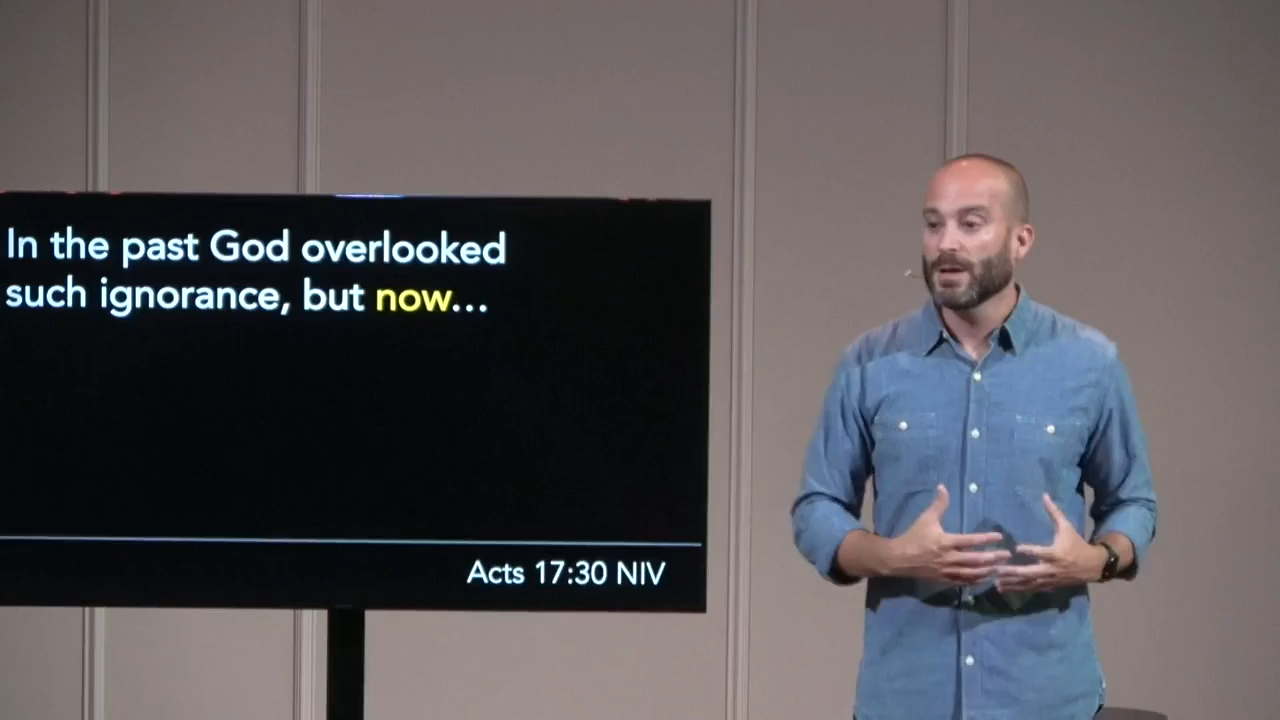 In the past God overlooked
such ignorance, but now...
Acts 17:30 NIV